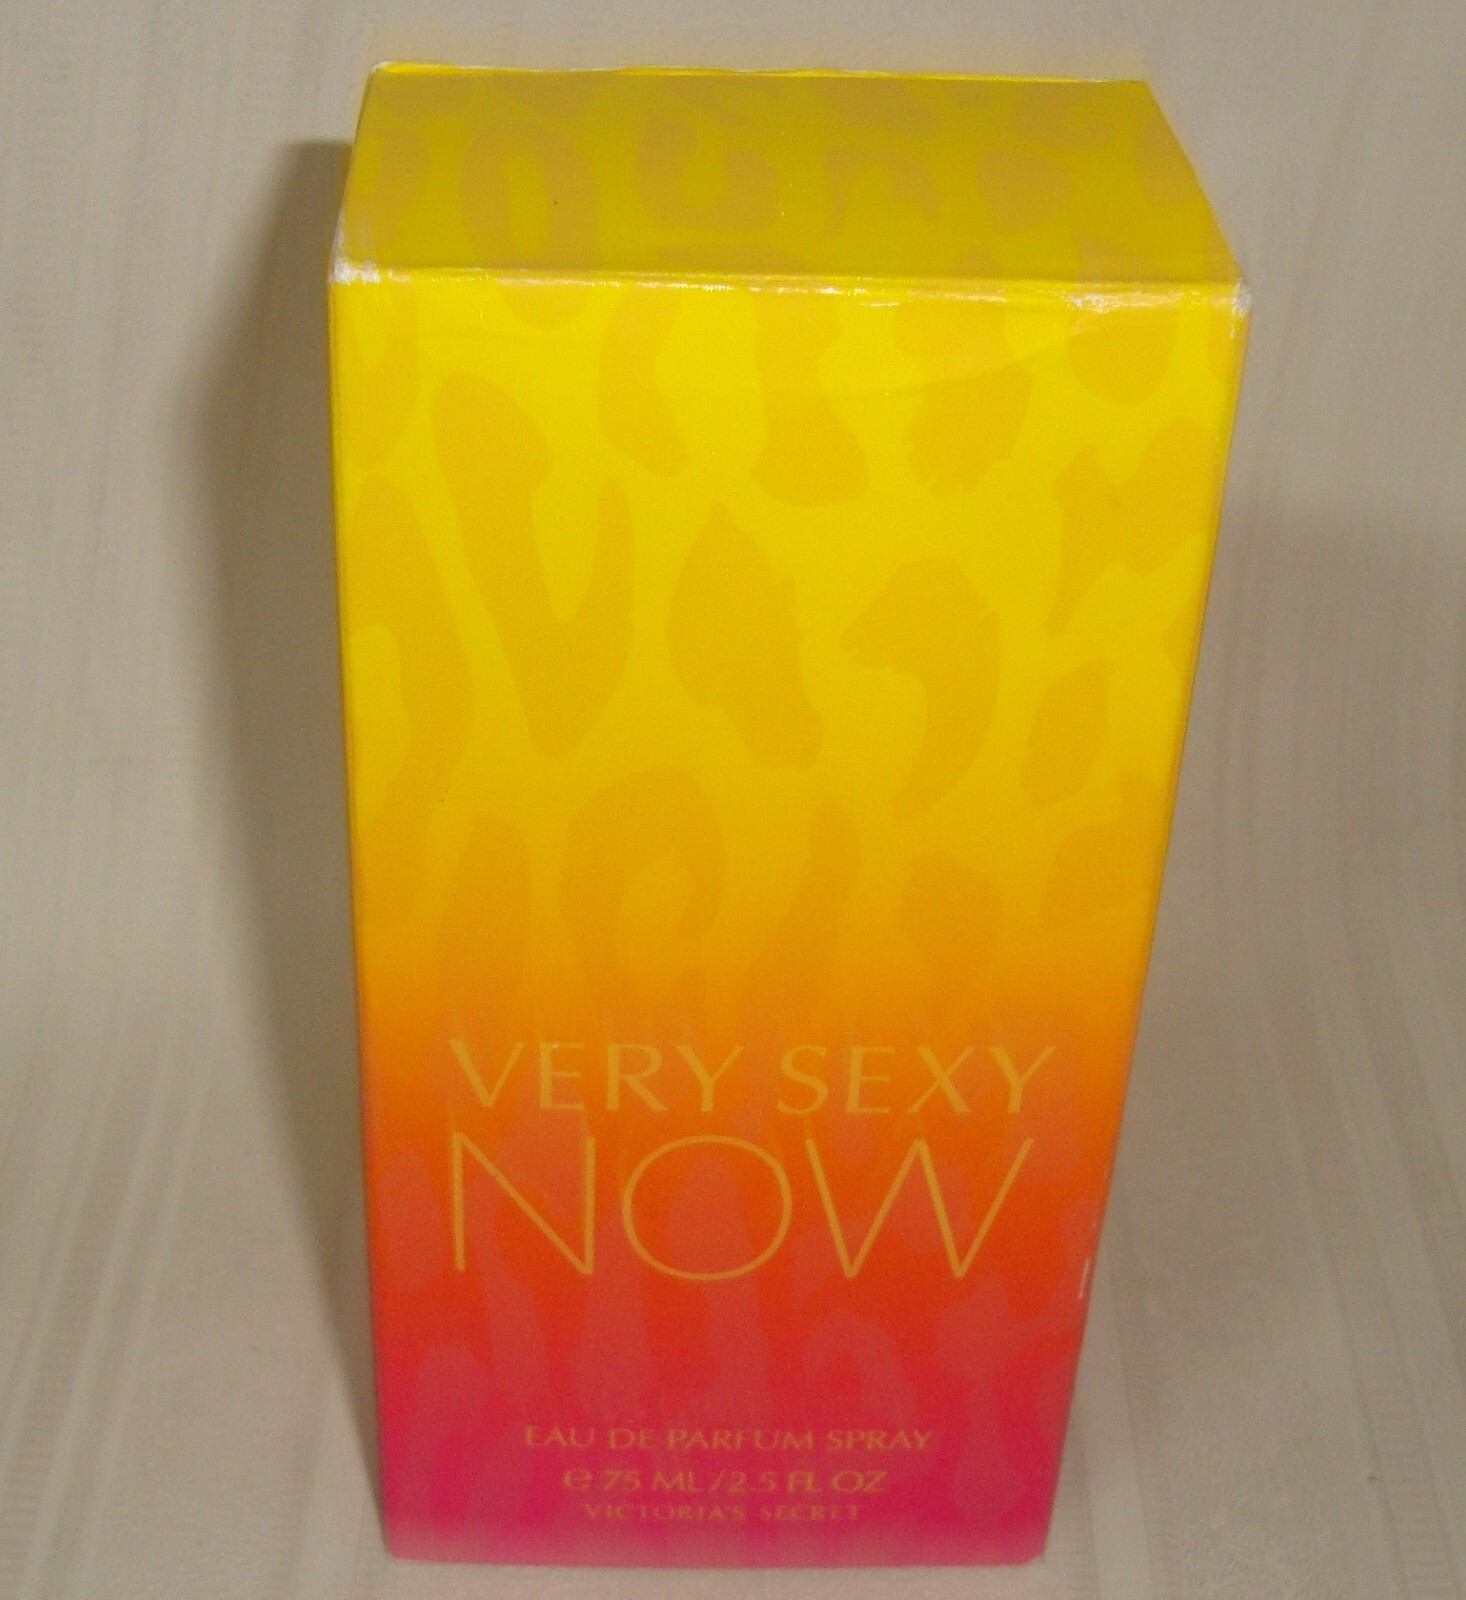 VERY SEXY
NOW
EAU DE PARFUM SPRAY
℮ 75 ML / 2.5 FL OZ
VICTORIA'S SECRET